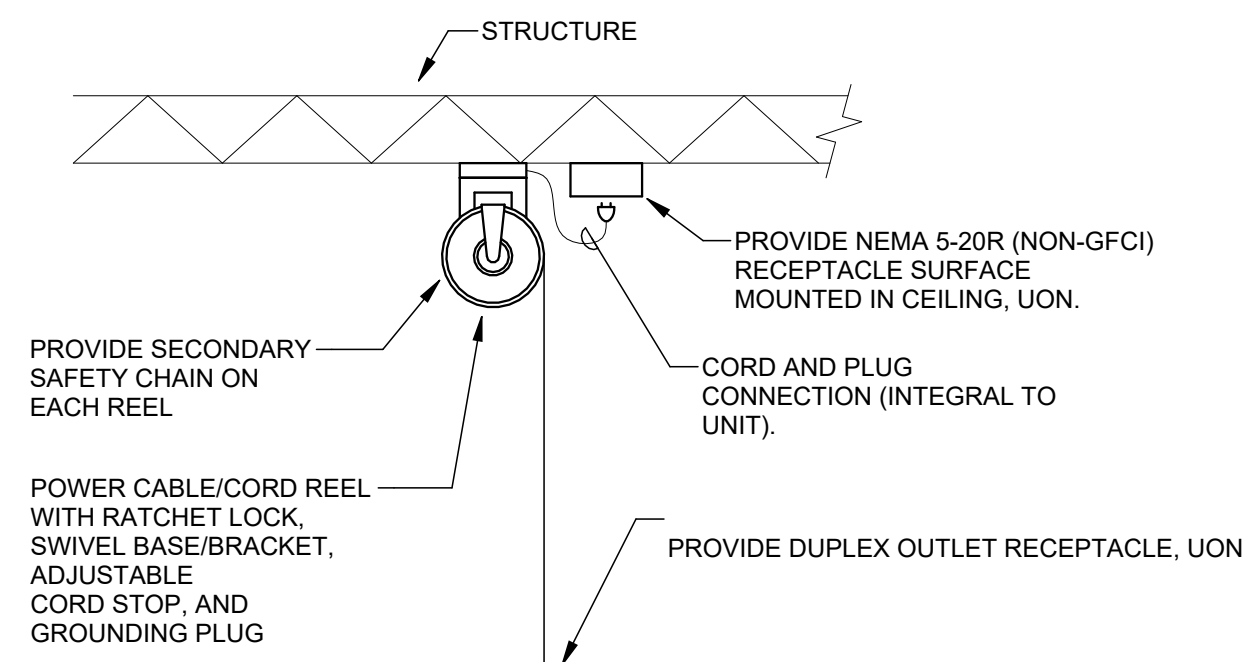 STRUCTURE
PROVIDE NEMA 5-20R (NON-GFCI)
RECEPTACLE SURFACE
MOUNTED IN CEILING, UON.
PROVIDE SECONDARY
SAFETY CHAIN ON
EACH REEL
CORD AND PLUG
CONNECTION (INTEGRAL TO
UNIT).
POWER CABLE/CORD REEL
WITH RATCHET LOCK,
SWIVEL BASE/BRACKET,
ADJUSTABLE
CORD STOP, AND
GROUNDING PLUG
PROVIDE DUPLEX OUTLET RECEPTACLE, UON